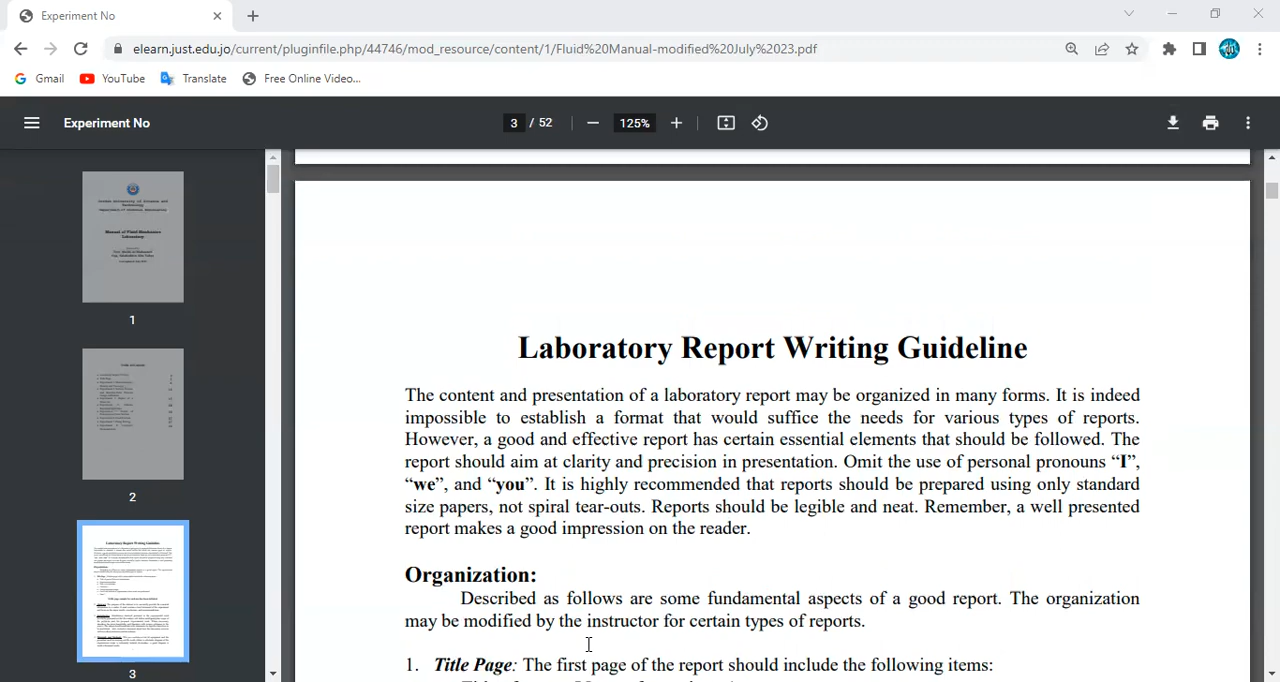 Experiment No
elearn.just.edu.jo/current/pluginfile.php/44746/mod_resource/content/1/Fluid%20Manual-modified%20July%2023.pdf
Gmail YouTube Translate Free Online Video...
Experiment No 3 / 52 125%
1
2
3
Laboratory Report Writing Guideline
The content and presentation of a laboratory report may be organized in many forms. It is indeed
impossible to establish a format that would suffice the needs for various types of reports.
However, a good and effective report has certain essential elements that should be followed. The
report should aim at clarity and precision in presentation. Omit the use of personal pronouns “I”,
“we”, and “you”. It is highly recommended that reports should be prepared using only standard
size papers, not spiral tear-outs. Reports should be legible and neat. Remember, a well presented
report makes a good impression on the reader.
Organization:
Described as follows are some fundamental aspects of a good report. The organization
may be modified by the instructor for certain types of reports.
1. Title Page: The first page of the report should include the following items: